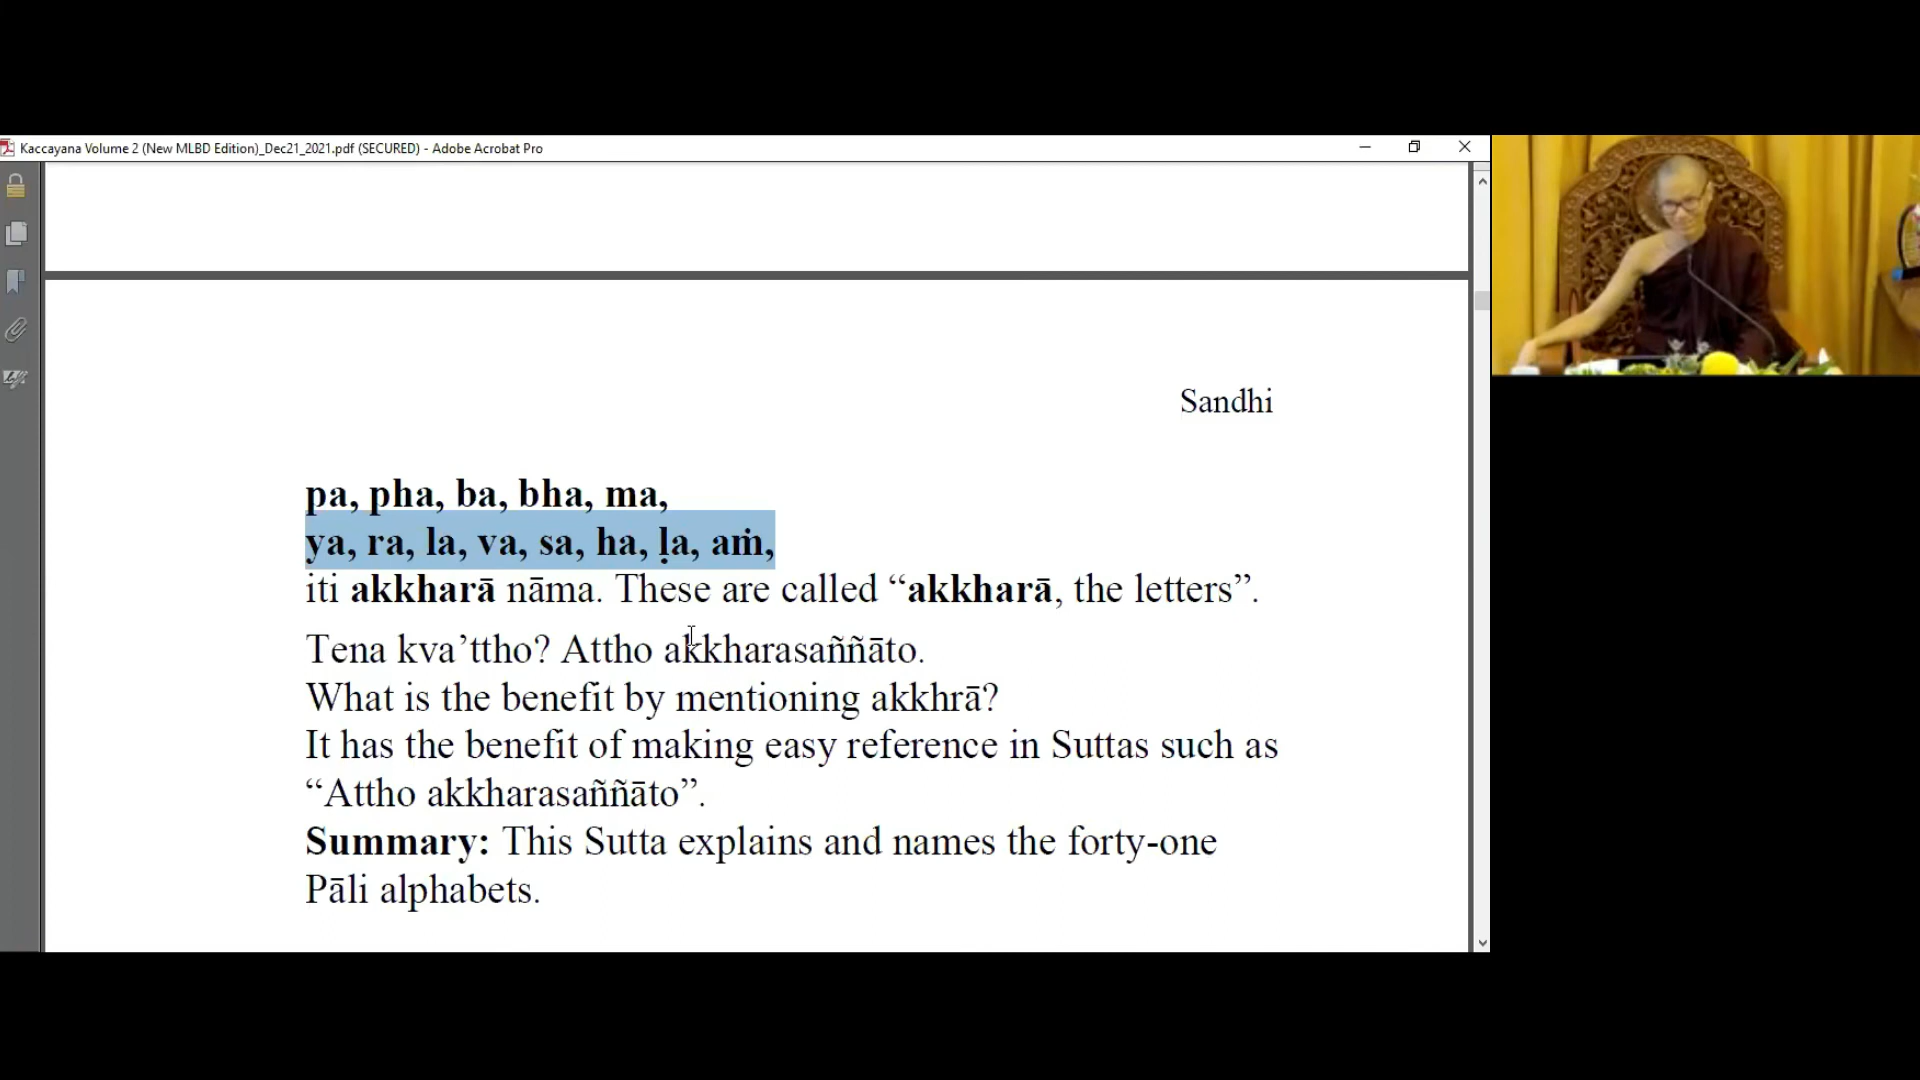 Kaccayana Volume 2 (New MLBD Edition)_Dec21_2021.pdf (SECURED) - Adobe Acrobat Pro
Sandhi
pa, pha, ba, bha, ma,
ya, ra, la, va, sa, ha, ḷa, aṁ,
iti akkharā nāma. These are called “akkharā, the letters”.
Tena kva’ttho? Attho akkharasaññāto.
What is the benefit by mentioning akkhrā?
It has the benefit of making easy reference in Suttas such as
“Attho akkharasaññāto”.
Summary: This Sutta explains and names the forty-one
Pāli alphabets.